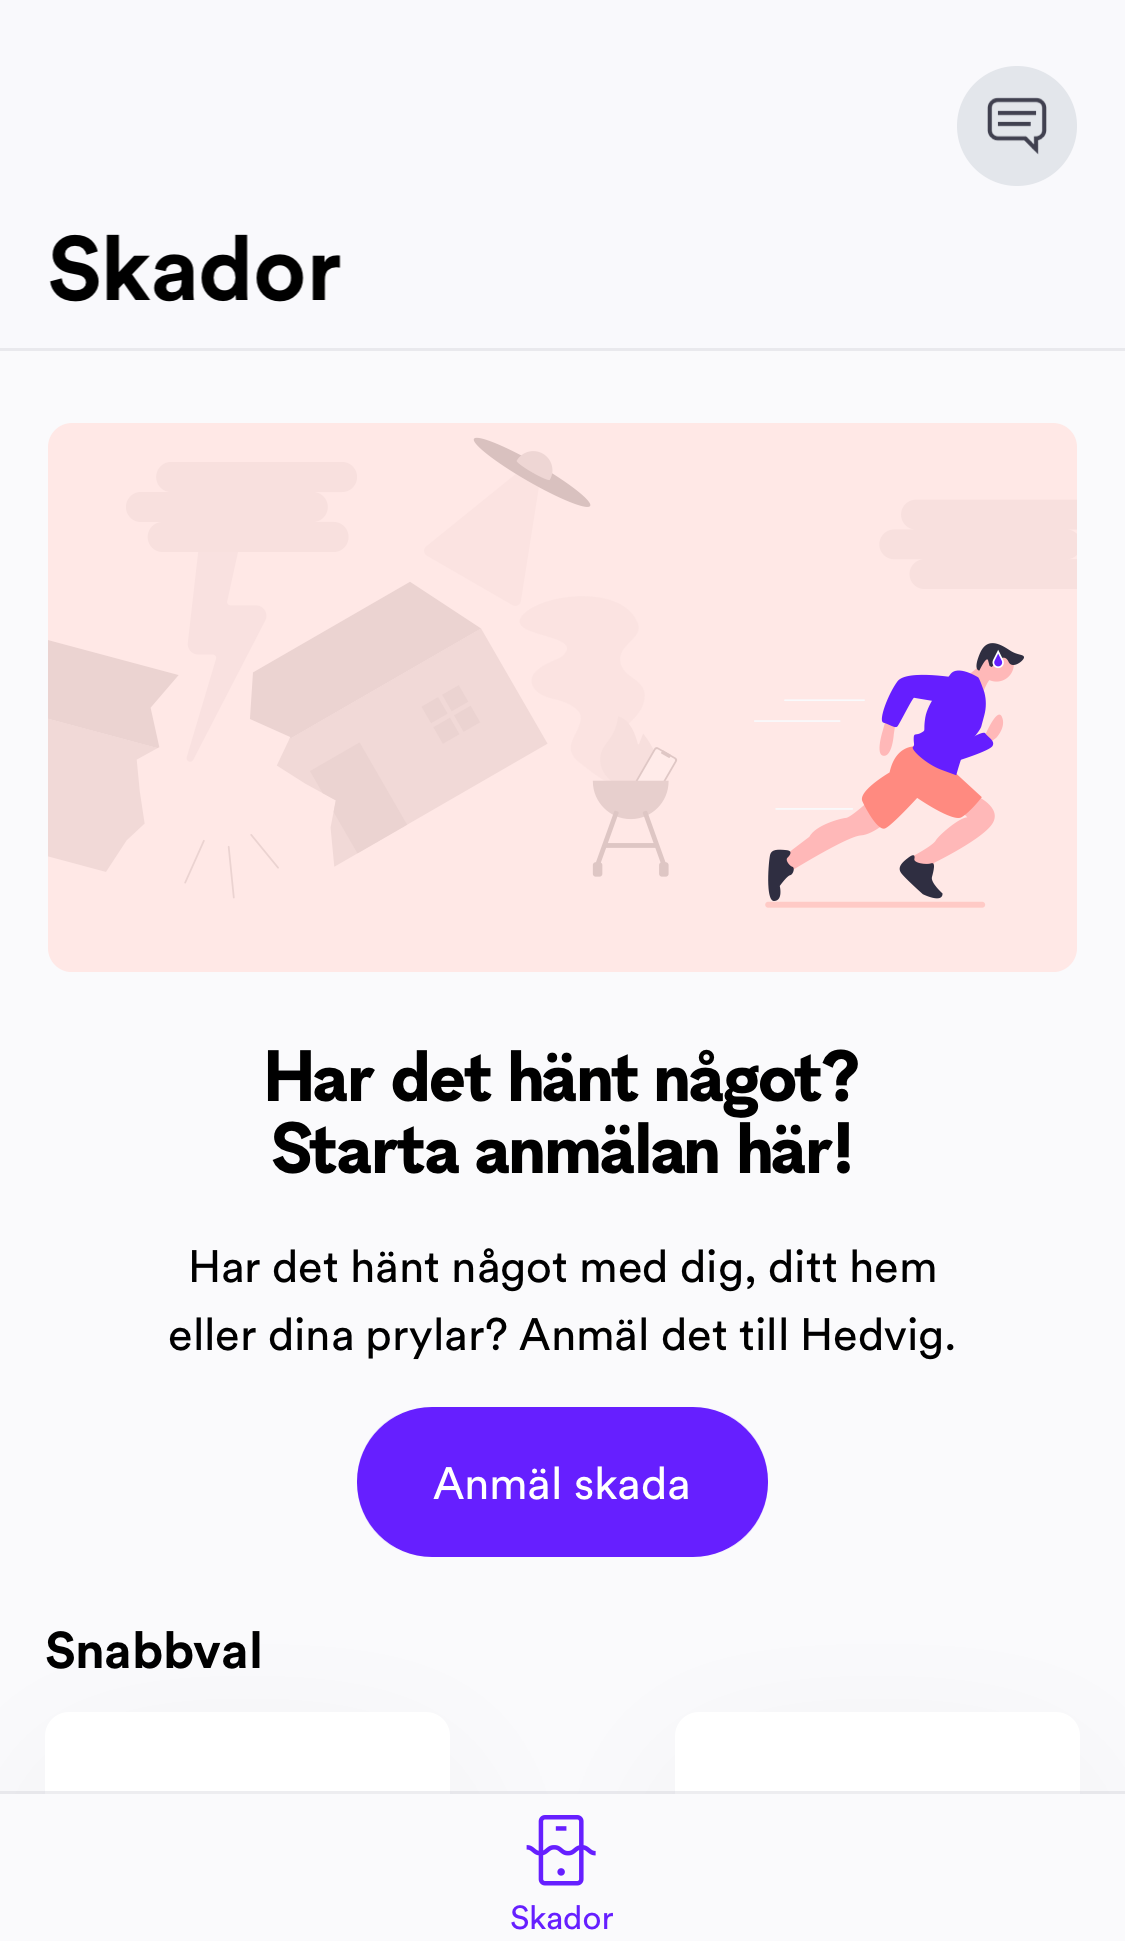 Skador
Har det hänt något?
Starta anmälan här!
Har det hänt något med dig, ditt hem
eller dina prylar? Anmäl det till Hedvig.
Anmäl skada
Snabbval
Skador